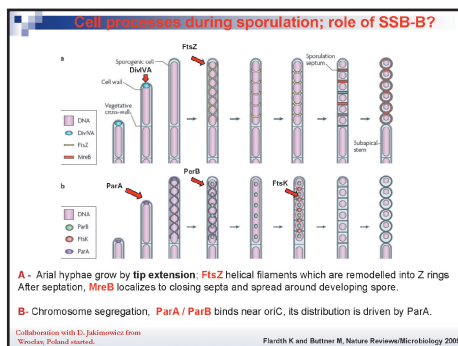 Cell processes during sporulation; role of SSB-B?
a
Sporogenic cell
FtsZ
DivIVA
Cell wall
Sporulation
septum
Vegetative
cross-wall
DNA
DivIVA
FtsZ
MreB
Subapical
stem
b
ParA
ParB
FtsK
DNA
ParB
FtsK
ParA
A - Arial hyphae grow by tip extension; FtsZ helical filaments which are remodelled into Z rings
After septation, MreB localizes to closing septa and spread around developing spore.
B- Chromosome segregation, ParA / ParB binds near oriC, its distribution is driven by ParA.
Collaboration with D. Jakimowicz from
Wroclav, Poland started.
Flardth K and Buttner M, Nature Reviews/Microbiology 2009